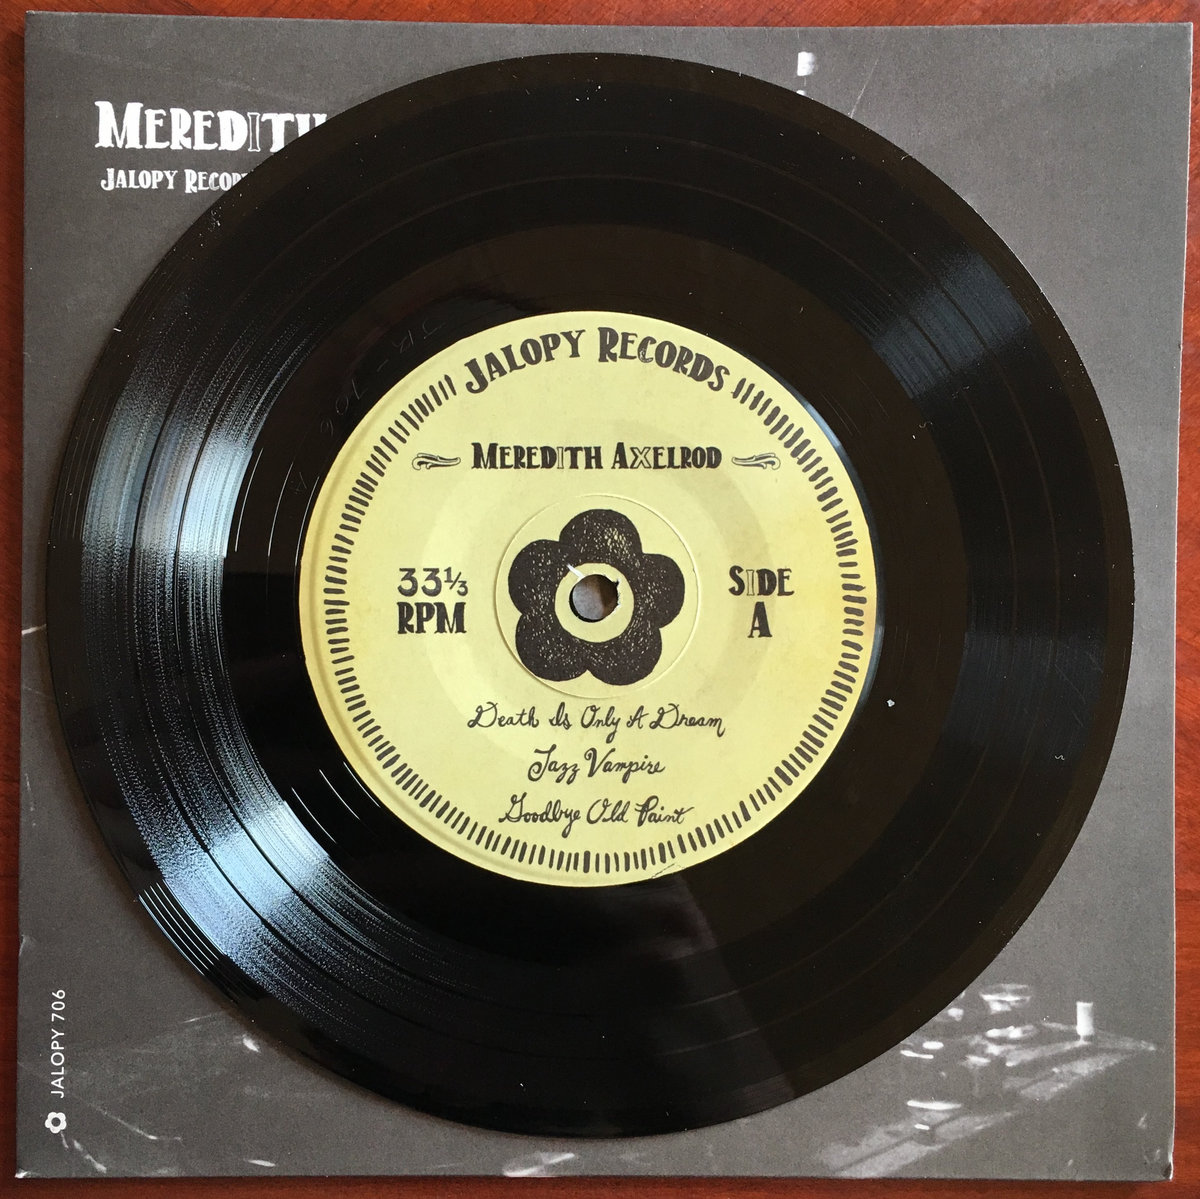 MEREDITH
JALOPY RECOR
JALOPY RECORDS
MEREDITH AXELROD
33⅓
RPM
SIDE
A
Death Is Only A Dream
Jazz Vampire
Goodbye Old Paint
JALOPY 706